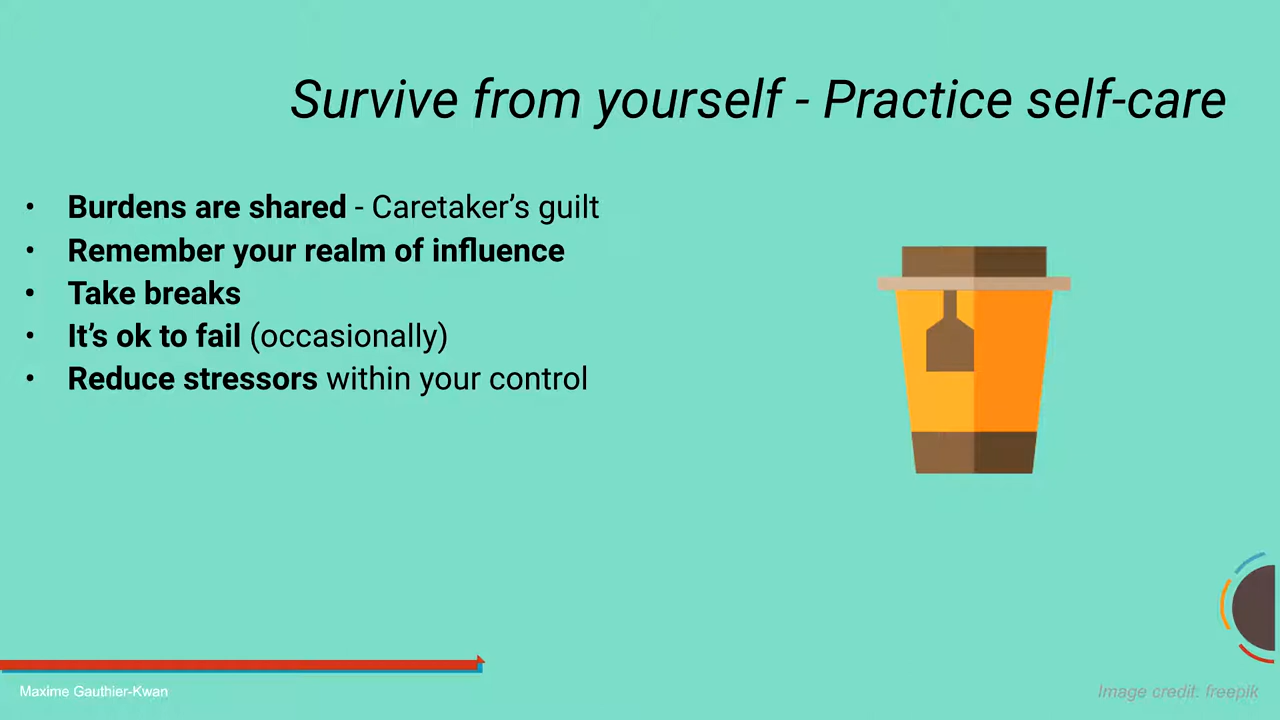 Survive from yourself - Practice self-care
• Burdens are shared - Caretaker’s guilt
• Remember your realm of influence
• Take breaks
• It’s ok to fail (occasionally)
• Reduce stressors within your control
Maxime Gauthier-Kwan
Image credit: freepik